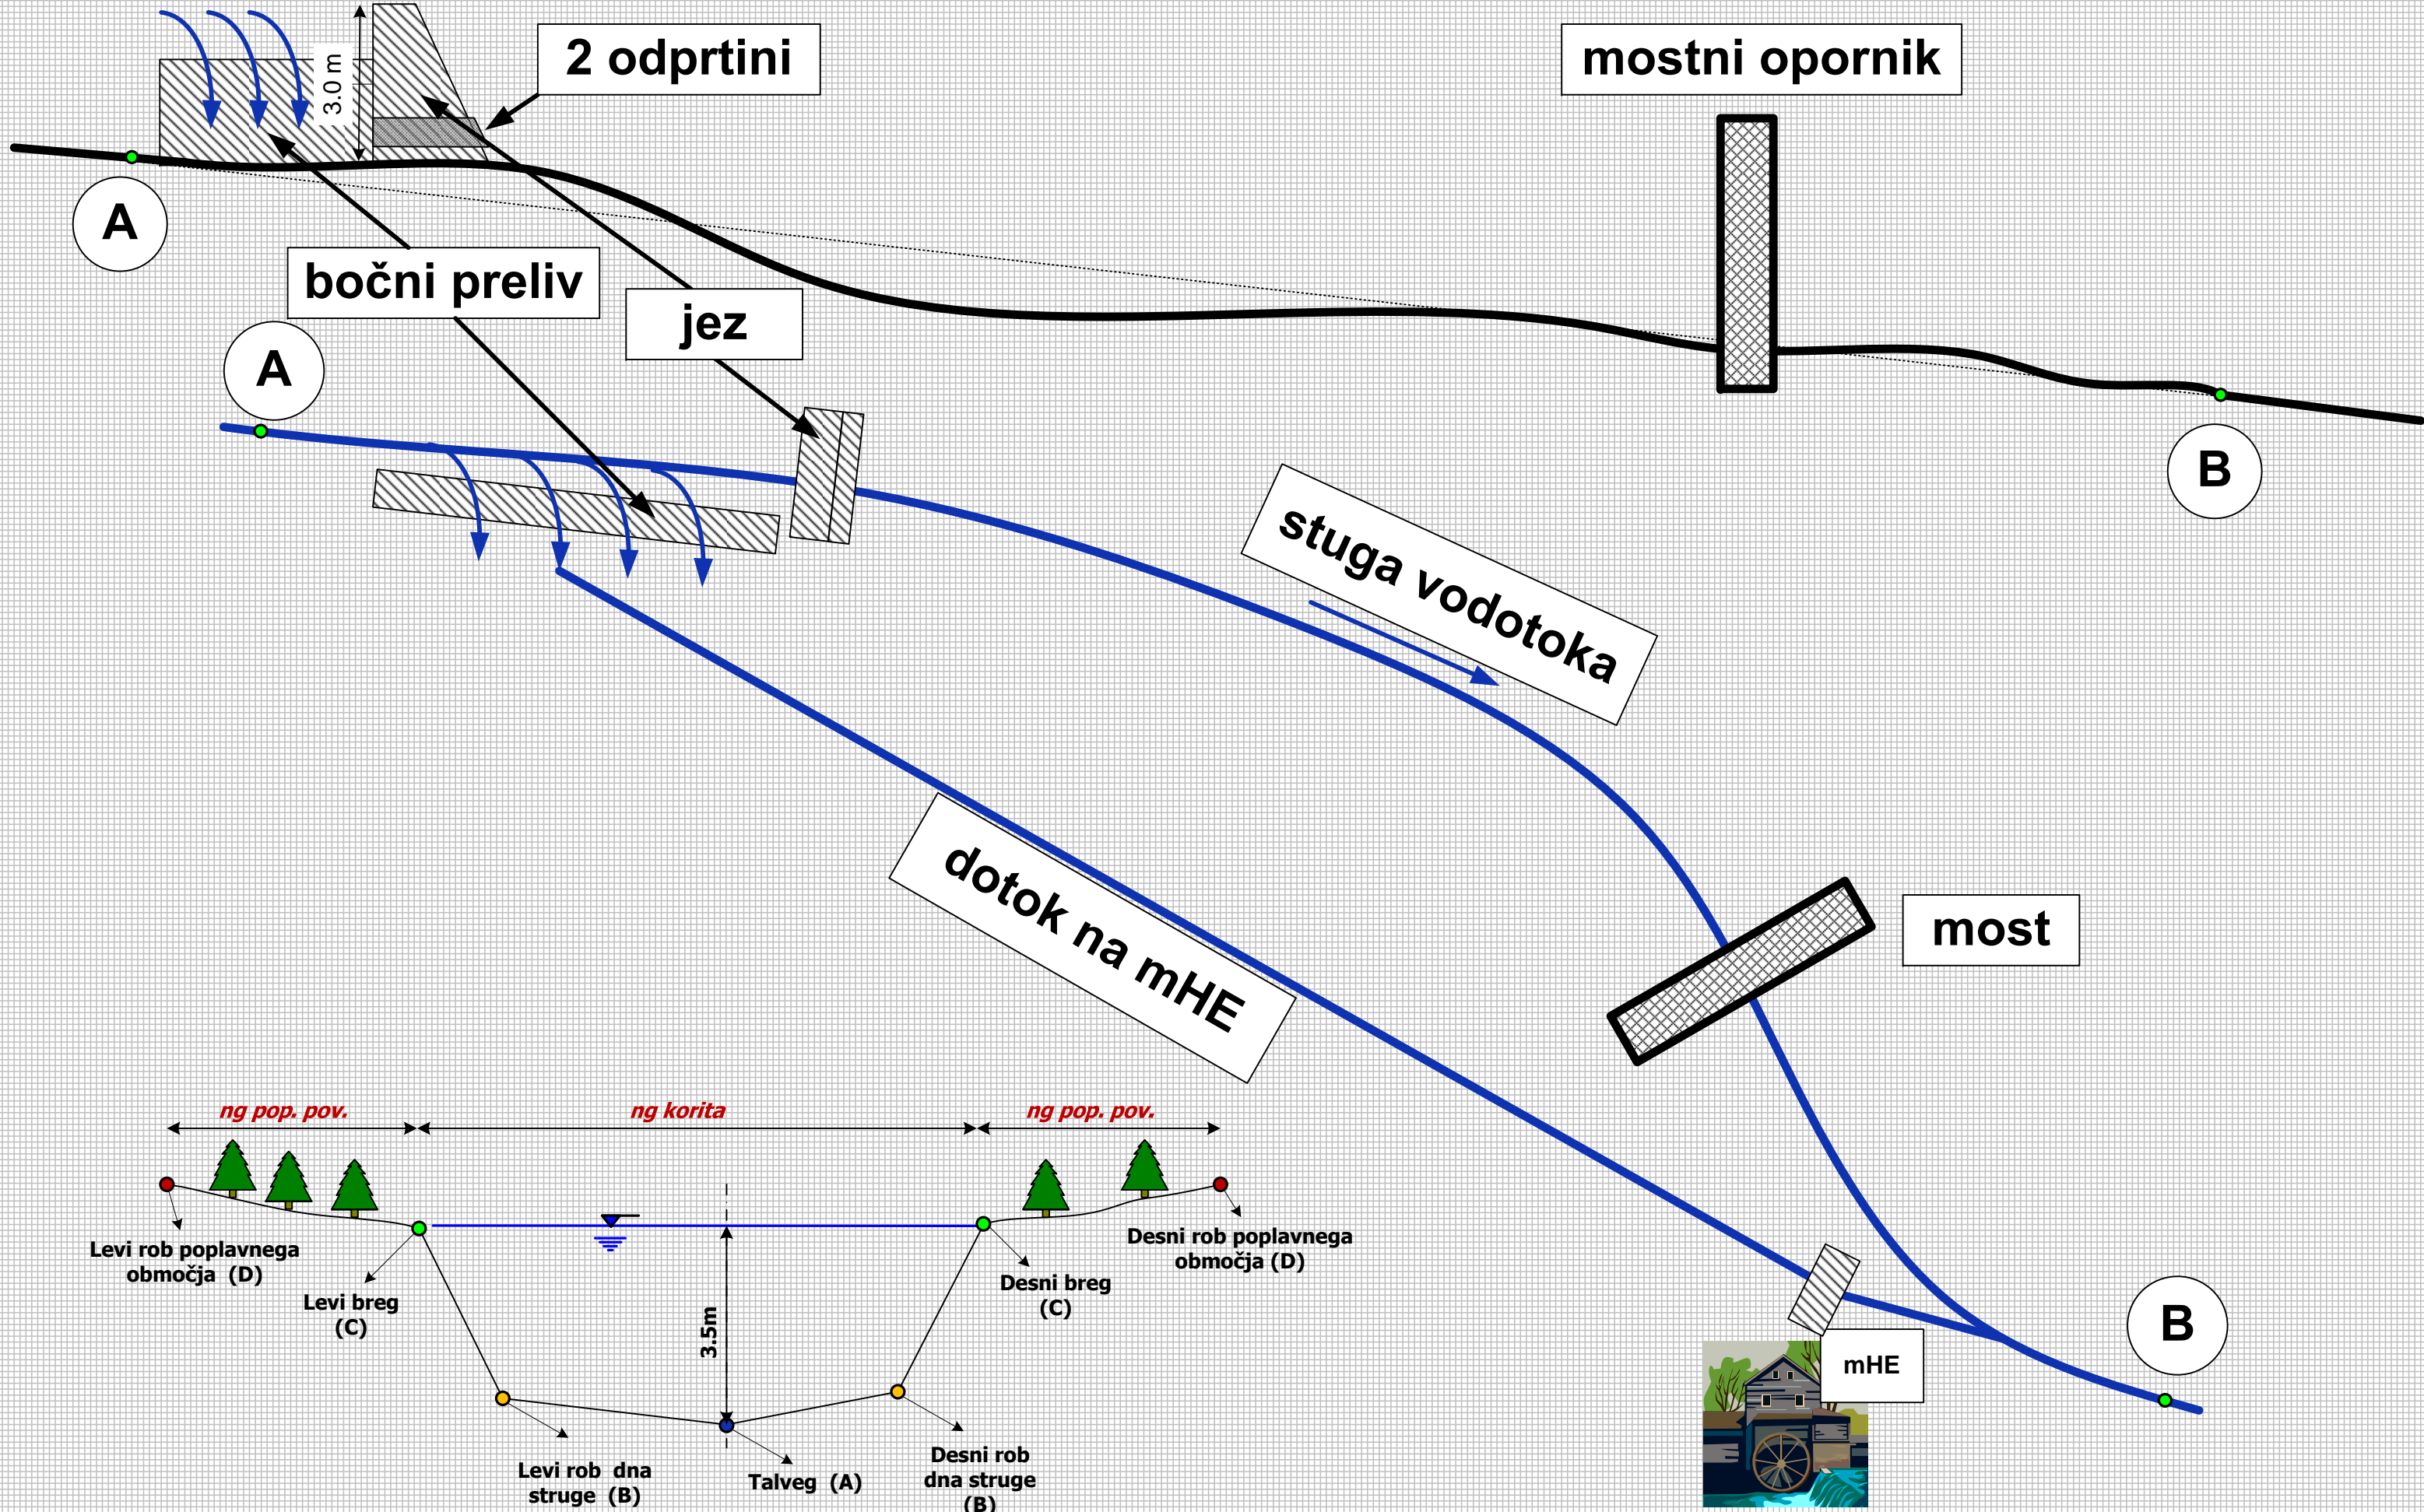 2 odprtini
mostni opornik
3.0 m
A
bočni preliv
jez
A
B
stuga vodotoka
dotok na mHE
most
ng pop. pov.
ng korita
ng pop. pov.
Levi rob poplavnega
območja (D)
Levi breg
(C)
3.5m
Desni breg
(C)
Desni rob poplavnega
območja (D)
Levi rob dna
struge (B)
Talveg (A)
Desni rob
dna struge
(B)
mHE
B